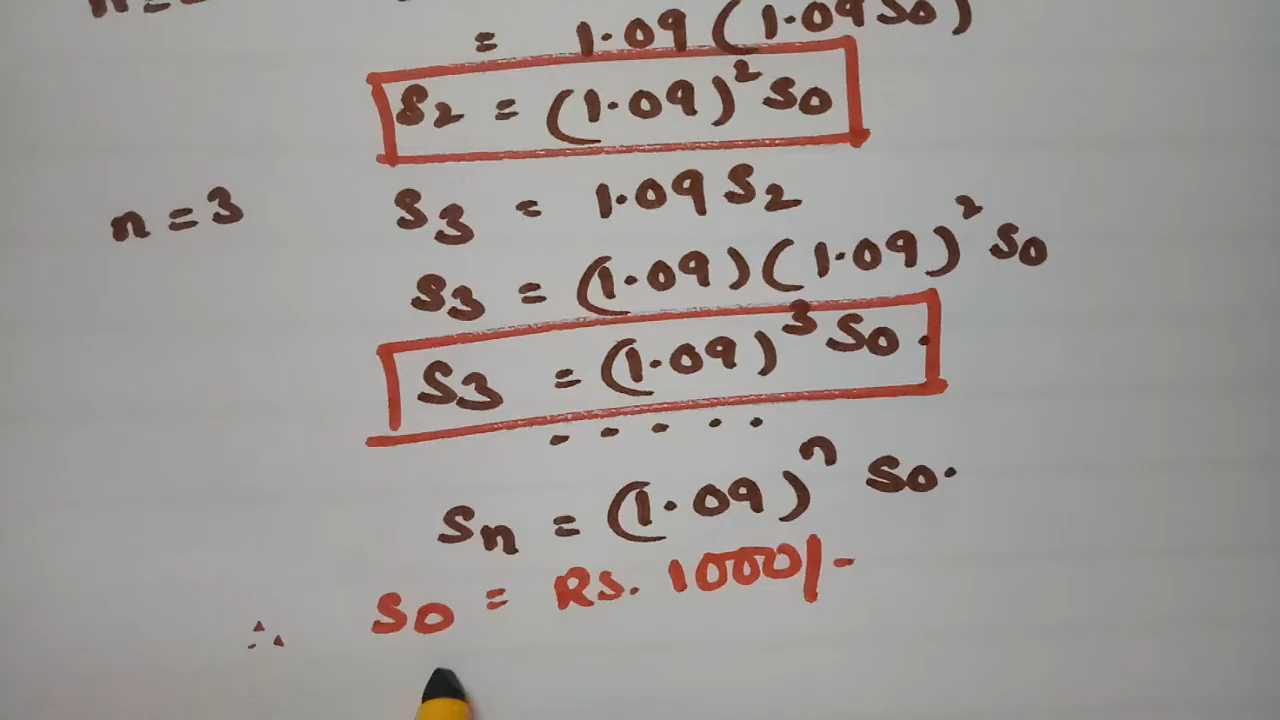 = 1.09 (1.09 S0)
S2 = (1.09)² S0
n = 3 S3 = 1.09 S2
S3 = (1.09) (1.09)² S0
S3 = (1.09)³ S0.
. . . . .
Sn = (1.09)ⁿ S0.
∴ S0 = Rs. 1000/-